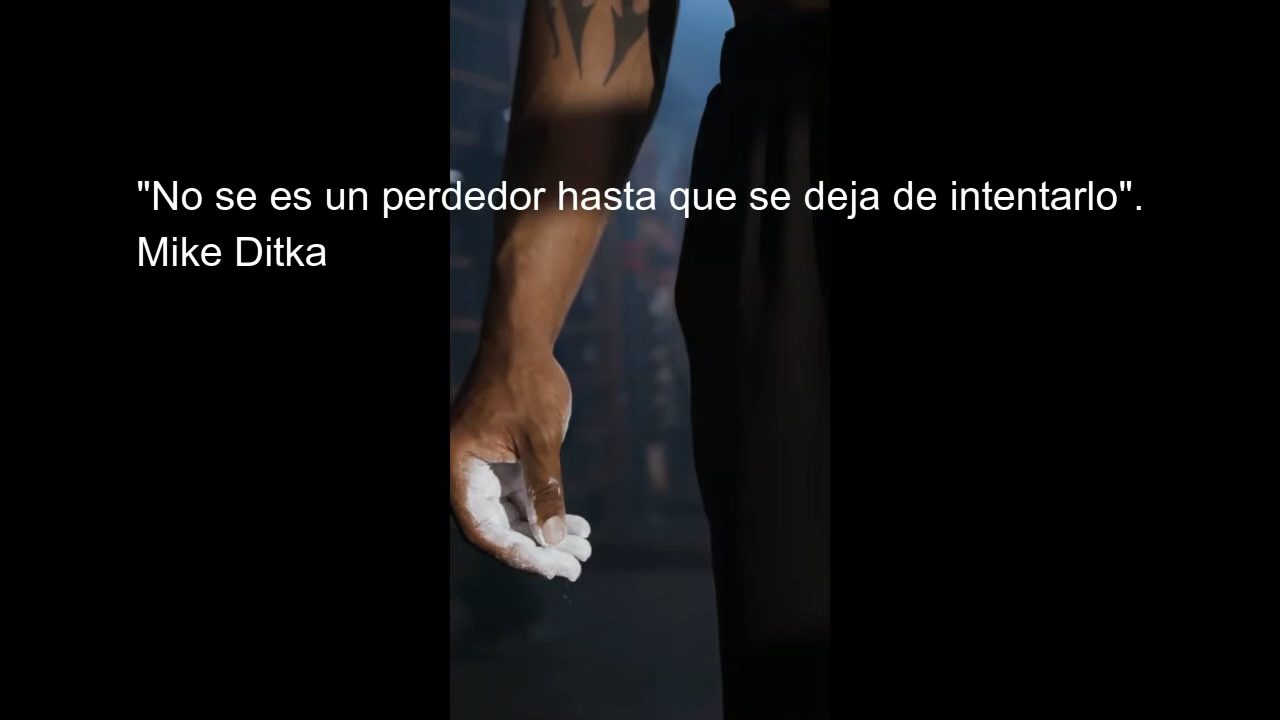 "No se es un perdedor hasta que se deja de intentarlo".
Mike Ditka